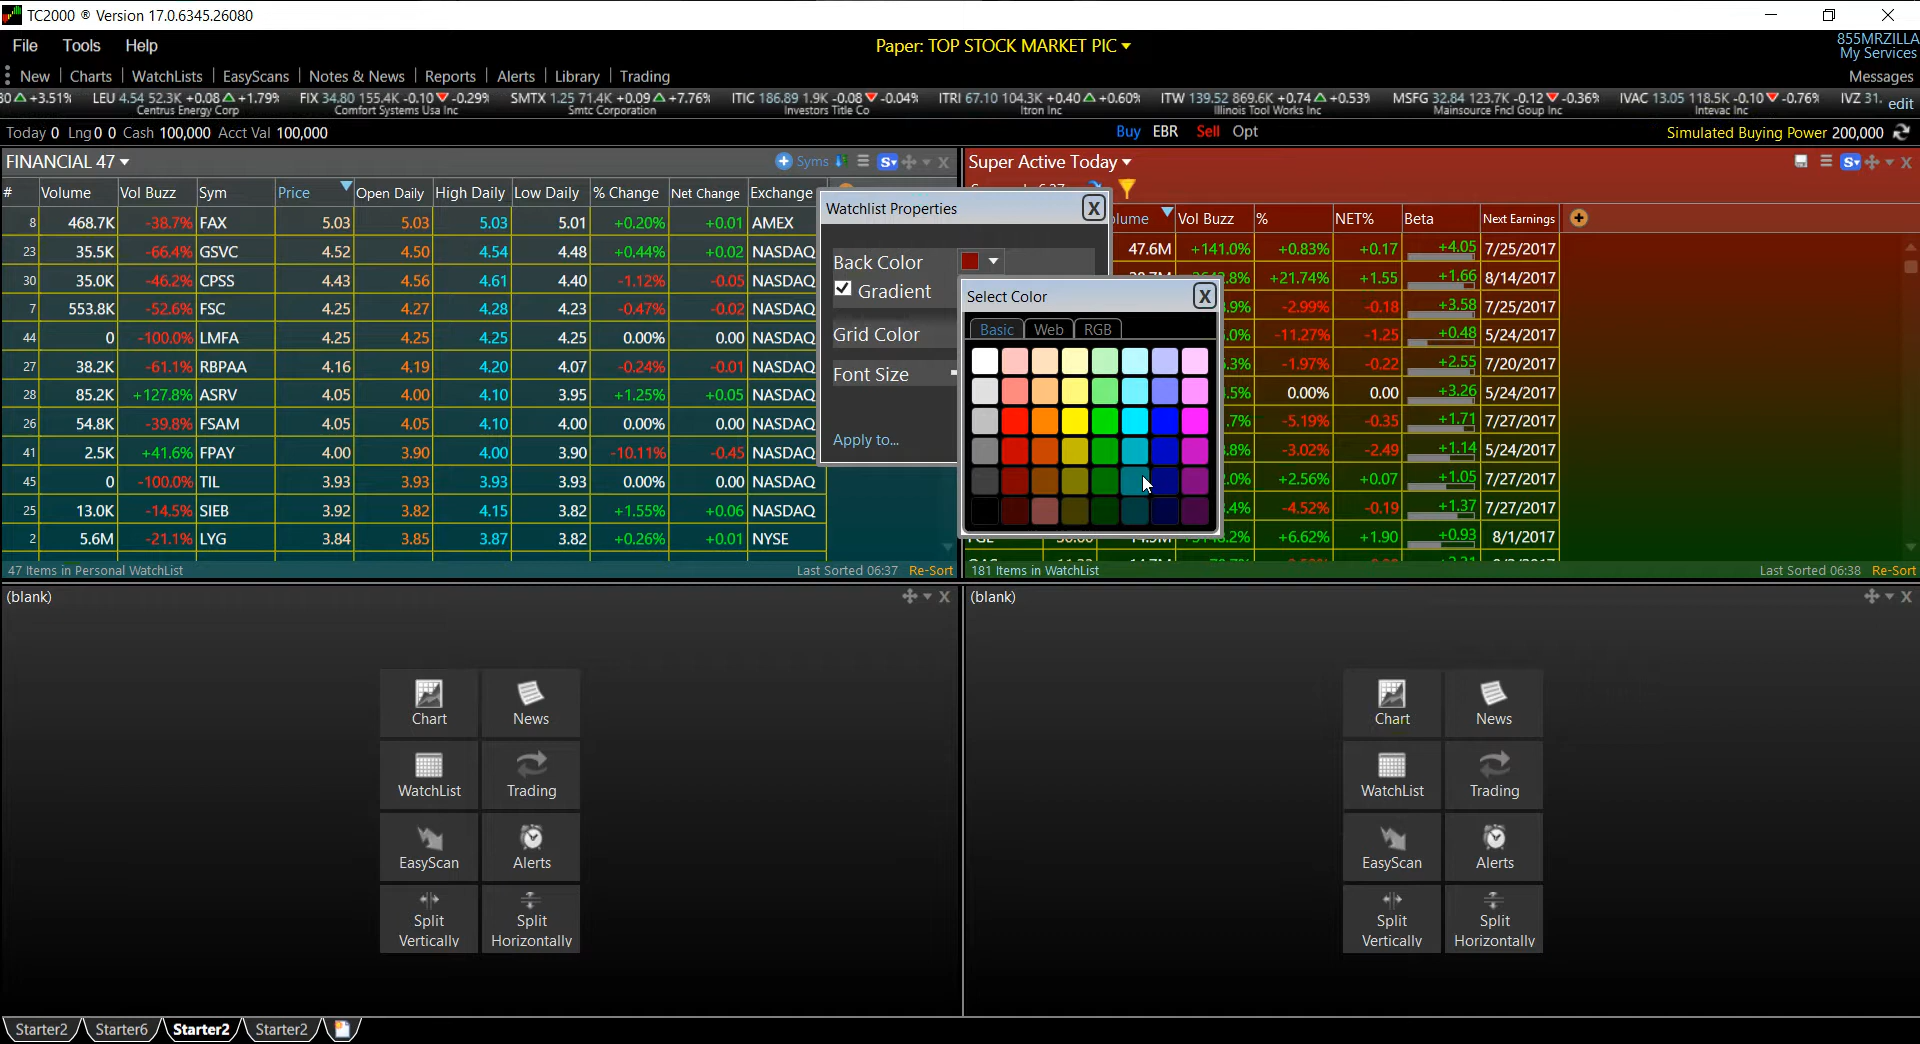 TC2000 ® Version 17.0.6345.26080
File Tools Help
Paper: TOP STOCK MARKET PIC
855MRZILLA
My Services
New Charts WatchLists EasyScans Notes & News Reports Alerts Library Trading
Messages
+3.51% LEU 4.54 52.3K +0.08 +1.79% FIX 34.80 155.4K -0.10 -0.29% SMTX 1.25 71.4K +0.09 +7.76% ITIC 186.89 1.9K -0.08 -0.04% ITRI 67.10 104.3K +0.40 +0.60% ITW 139.52 869.6K +0.74 +0.53% MSFG 32.84 123.7K -0.12 -0.36% IVAC 13.05 118.5K -0.10 -0.76% IVZ 31. edit
Centrus Energy Corp Comfort Systems Usa Inc Smtc Corporation Investors Title Co Itron Inc Illinois Tool Works Inc Mainsource Fncl Goup Inc Intevac Inc
Today 0 Lng 0 0 Cash 100,000 Acct Val 100,000
Buy EBR Sell Opt
Simulated Buying Power 200,000
FINANCIAL 47
Syms S
# Volume Vol Buzz Sym Price Open Daily High Daily Low Daily % Change Net Change Exchange
8 468.7K -38.7% FAX 5.03 5.03 5.03 5.01 +0.20% +0.01 AMEX
23 35.5K -66.4% GSVC 4.52 4.50 4.54 4.48 +0.44% +0.02 NASDAQ
30 35.0K -46.2% CPSS 4.43 4.56 4.61 4.40 -1.12% -0.05 NASDAQ
7 553.8K -52.6% FSC 4.25 4.27 4.28 4.23 -0.47% -0.02 NASDAQ
44 0 -100.0% LMFA 4.25 4.25 4.25 4.25 0.00% 0.00 NASDAQ
27 38.2K -61.1% RBPAA 4.16 4.19 4.20 4.07 -0.24% -0.01 NASDAQ
28 85.2K +127.8% ASRV 4.05 4.00 4.10 3.95 +1.25% +0.05 NASDAQ
26 54.8K -39.8% FSAM 4.05 4.05 4.10 4.00 0.00% 0.00 NASDAQ
41 2.5K +41.6% FPAY 4.00 3.90 4.00 3.90 -10.11% -0.45 NASDAQ
45 0 -100.0% TIL 3.93 3.93 3.93 3.93 0.00% 0.00 NASDAQ
25 13.0K -14.5% SIEB 3.92 3.82 4.15 3.82 +1.55% +0.06 NASDAQ
2 5.6M -21.1% LYG 3.84 3.85 3.87 3.82 +0.26% +0.01 NYSE
47 Items in Personal WatchList
Last Sorted 06:37 Re-Sort
Watchlist Properties X
Back Color
Gradient
Grid Color
Font Size
Apply to...
Select Color X
Basic Web RGB
Super Active Today
S
Vol Buzz % NET% Beta Next Earnings
47.6M +141.0% +0.83% +0.17 +4.05 7/25/2017
+21.74% +1.55 +1.66 8/14/2017
-2.99% -0.18 +3.58 7/25/2017
-11.27% -1.25 +0.48 5/24/2017
-1.97% -0.22 +2.55 7/20/2017
0.00% 0.00 +3.26 5/24/2017
-5.19% -0.35 +1.71 7/27/2017
-3.02% -2.49 +1.14 5/24/2017
+2.56% +0.07 +1.05 7/27/2017
-4.52% -0.19 +1.37 7/27/2017
+6.62% +1.90 +0.93 8/1/2017
181 Items in WatchList
Last Sorted 06:38 Re-Sort
(blank)
Chart News
WatchList Trading
EasyScan Alerts
Split Vertically Split Horizontally
(blank)
Chart News
WatchList Trading
EasyScan Alerts
Split Vertically Split Horizontally
Starter2 Starter6 Starter2 Starter2